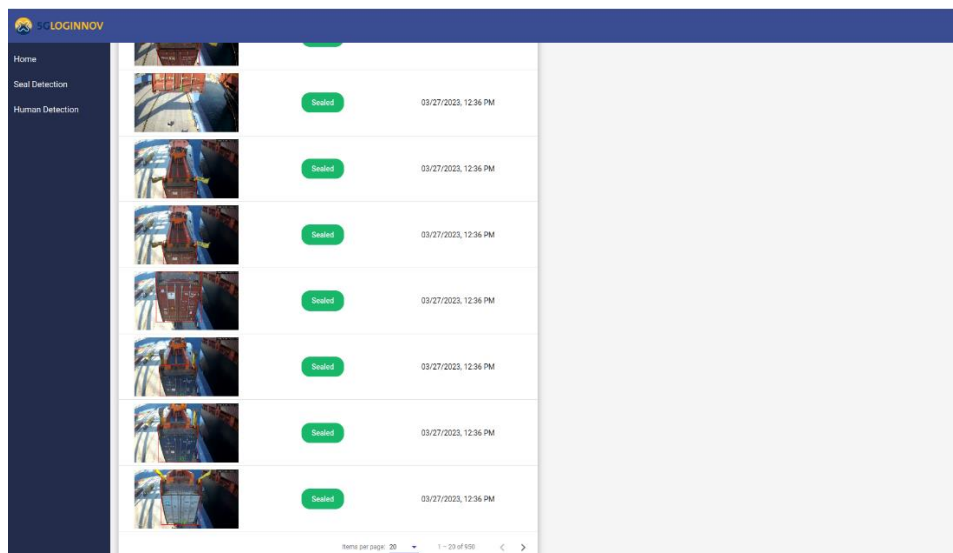 5GLOGINNOV
Home
Seal Detection
Human Detection
Sealed 03/27/2023, 12:36 PM
Sealed 03/27/2023, 12:36 PM
Sealed 03/27/2023, 12:36 PM
Sealed 03/27/2023, 12:36 PM
Sealed 03/27/2023, 12:36 PM
Sealed 03/27/2023, 12:36 PM
Sealed 03/27/2023, 12:36 PM
Items per page: 20 1 – 20 of 956